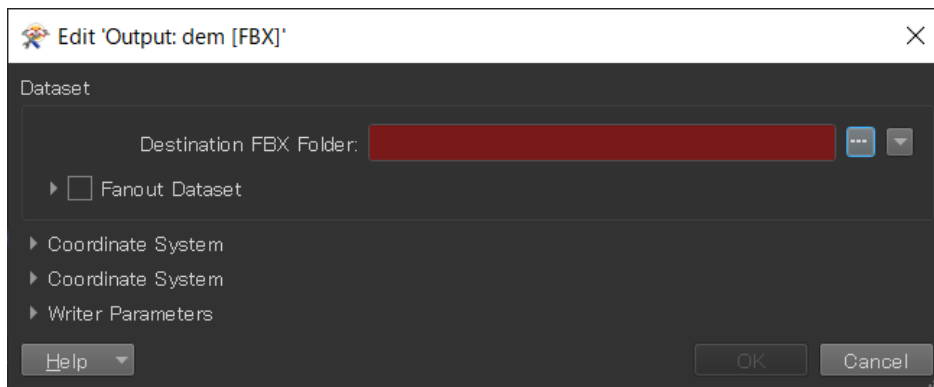 Edit 'Output: dem [FBX]'
Dataset
Destination FBX Folder:
...
Fanout Dataset
Coordinate System
Coordinate System
Writer Parameters
Help OK Cancel